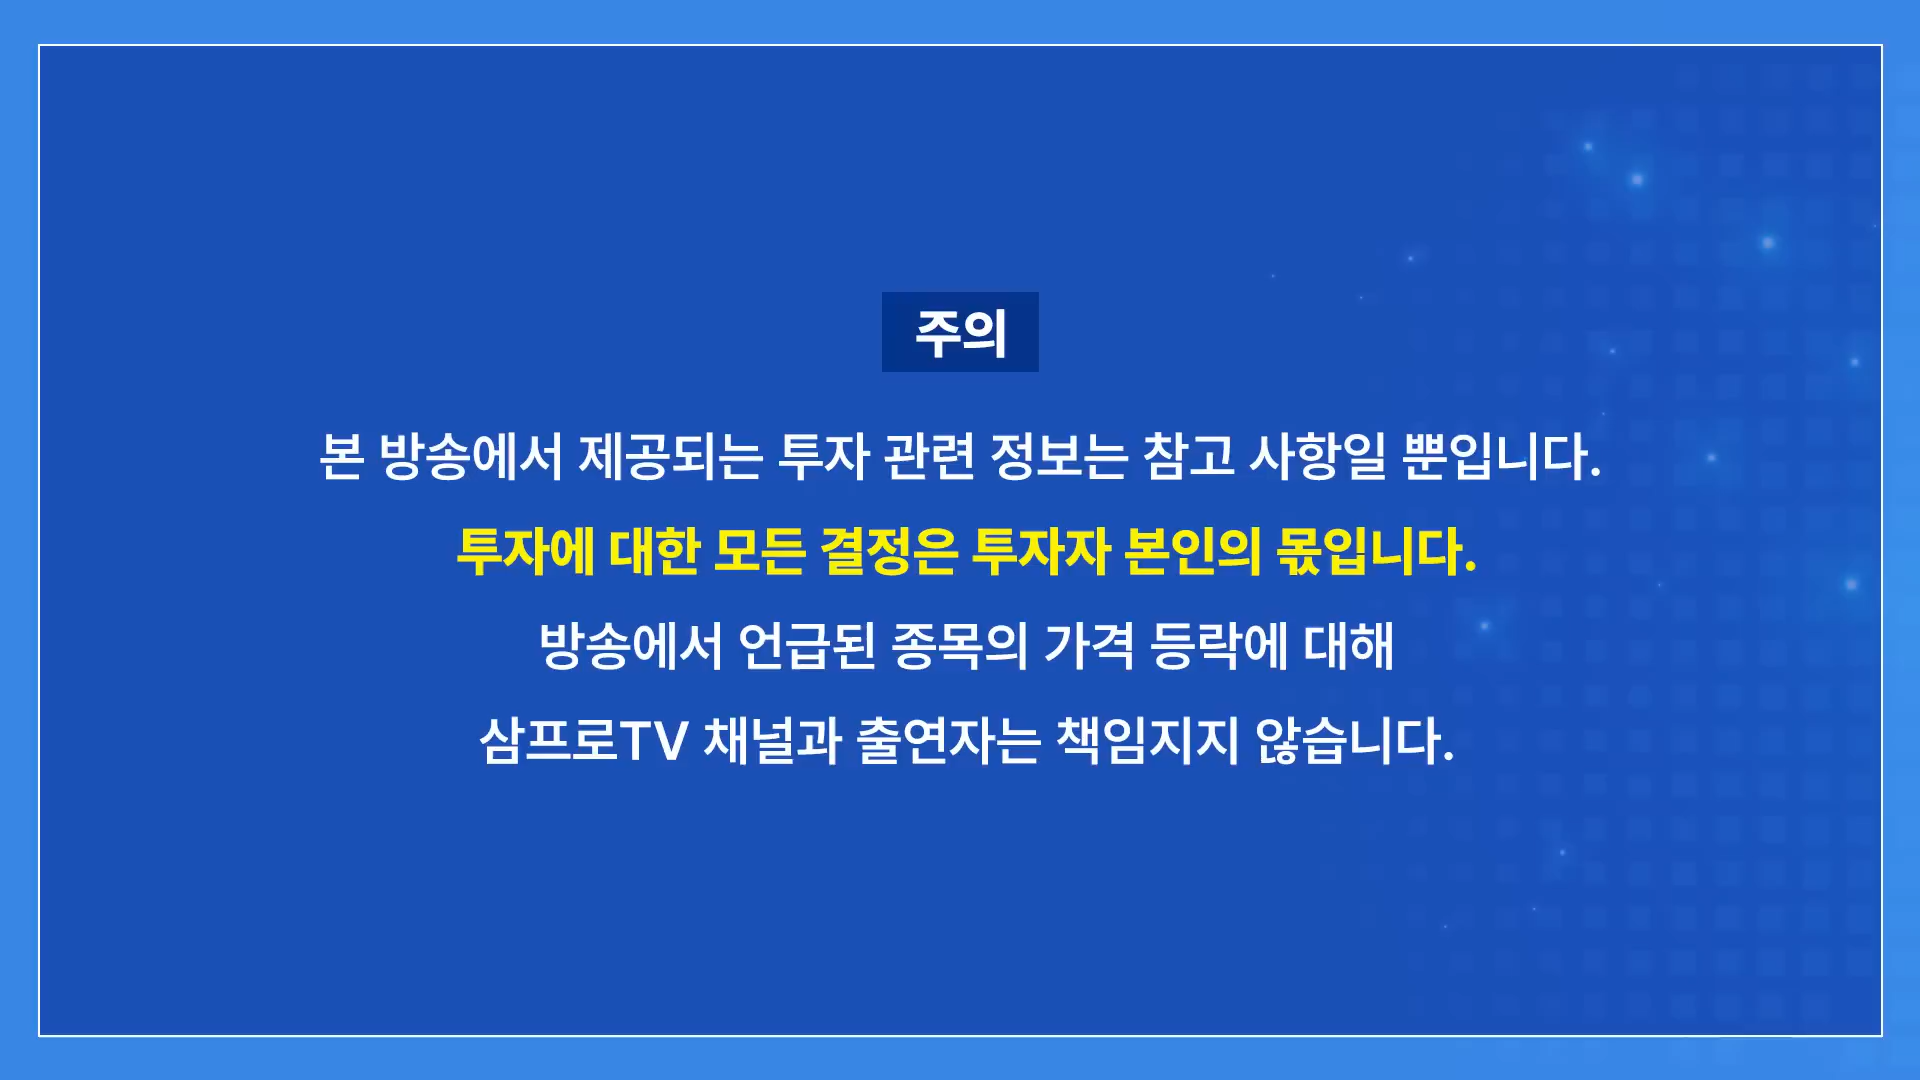 주의
본 방송에서 제공되는 투자 관련 정보는 참고 사항일 뿐입니다.
투자에 대한 모든 결정은 투자자 본인의 몫입니다.
방송에서 언급된 종목의 가격 등락에 대해
삼프로TV 채널과 출연자는 책임지지 않습니다.